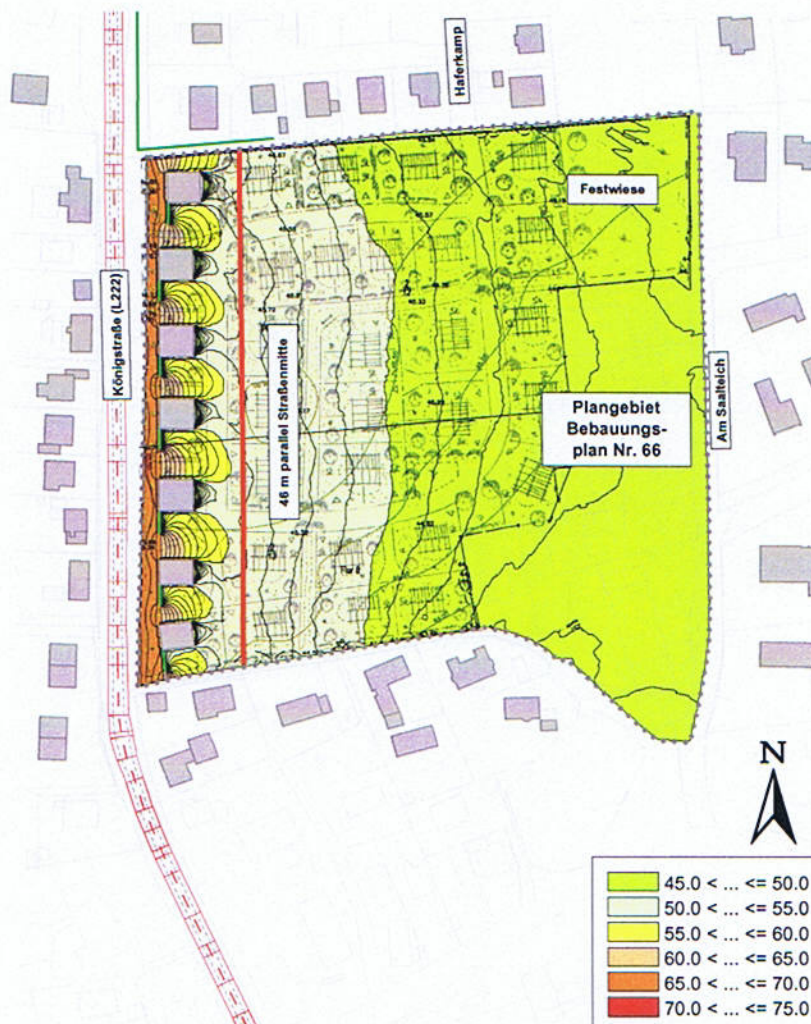 Haferkamp
Festwiese
Königstraße (L222)
46 m parallel Straßenmitte
Am Saalteich
Plangebiet
Bebauungs-
plan Nr. 66
N
45.0 < ... <= 50.0
50.0 < ... <= 55.0
55.0 < ... <= 60.0
60.0 < ... <= 65.0
65.0 < ... <= 70.0
70.0 < ... <= 75.0